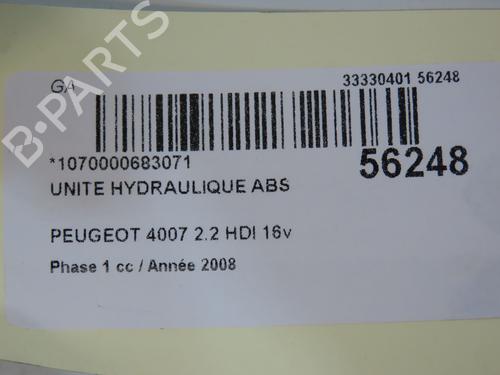 GA 33330401 56248
*1070000683071 56248
UNITE HYDRAULIQUE ABS
PEUGEOT 4007 2.2 HDI 16v
Phase 1 cc / Année 2008
B-PARTS